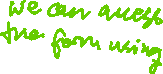 we can access
the form using